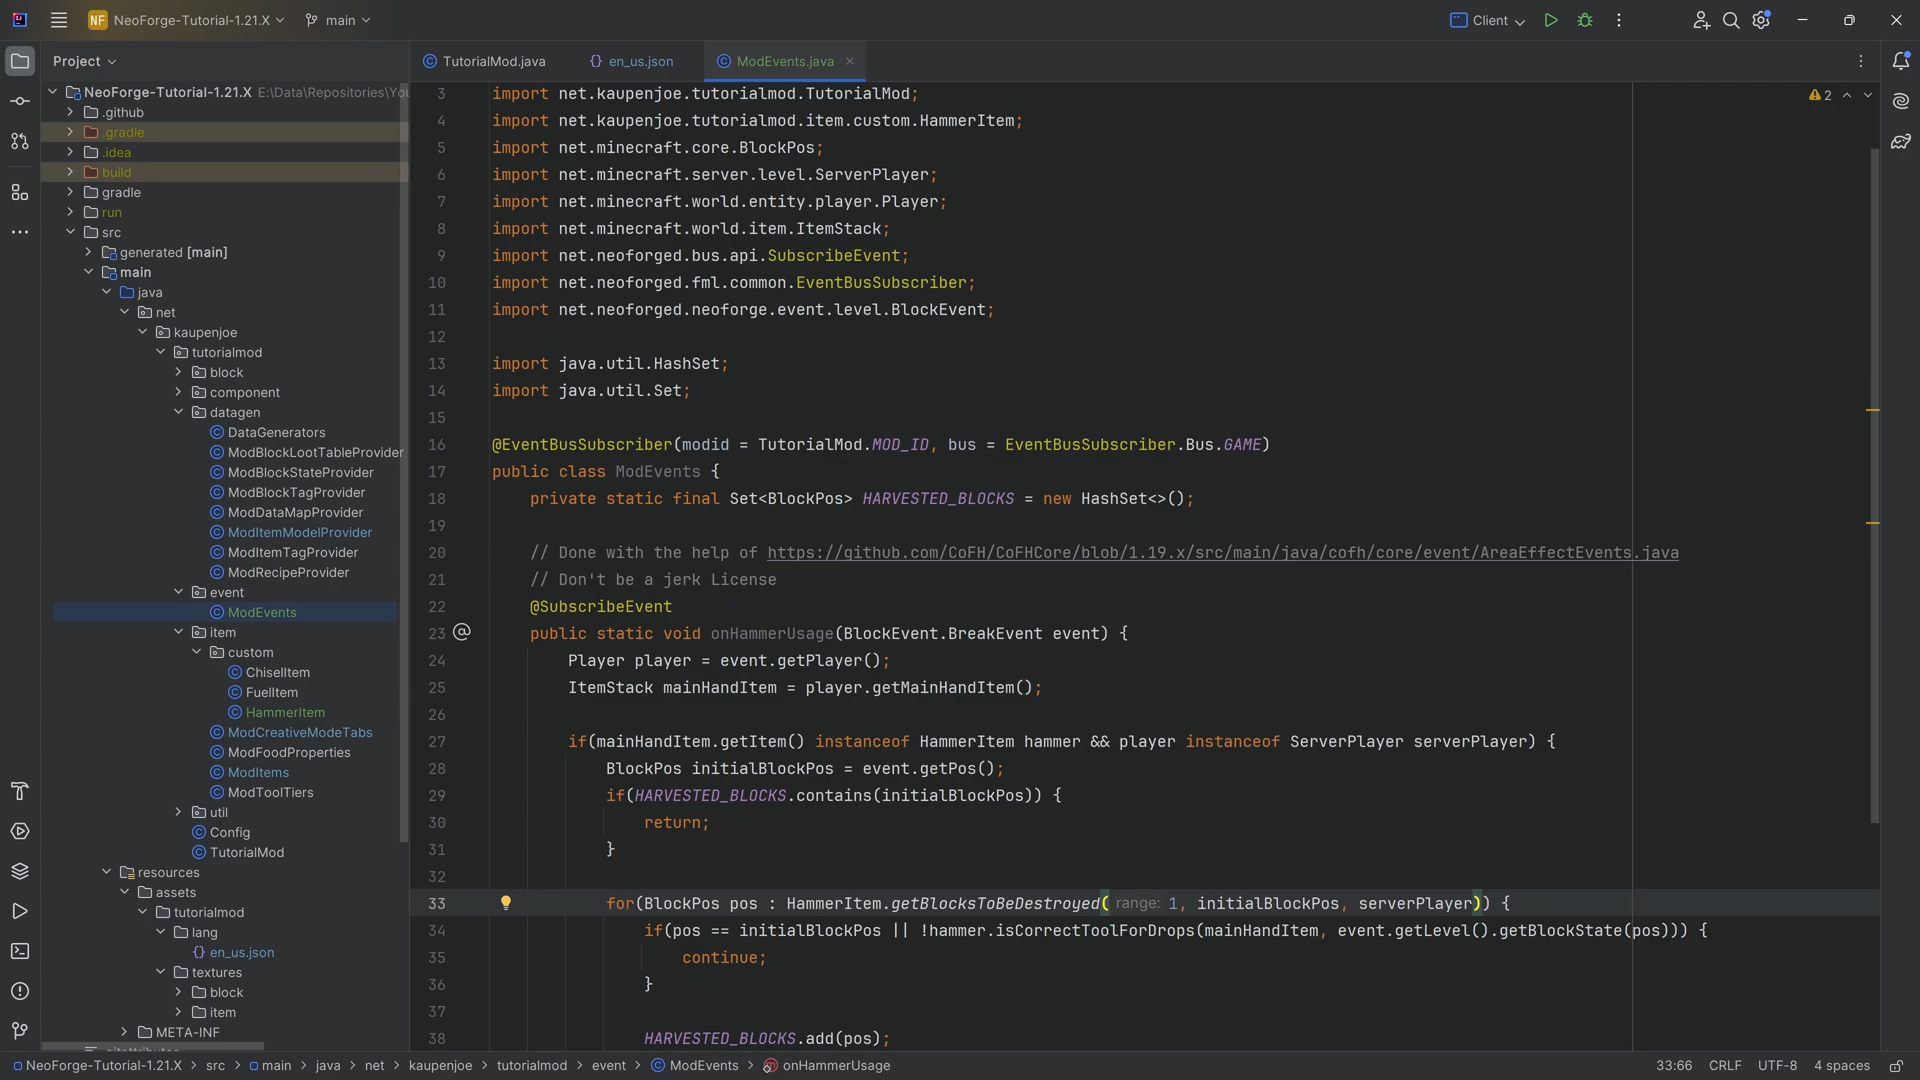 NF NeoForge-Tutorial-1.21.X main Client
Project
TutorialMod.java en_us.json ModEvents.java
NeoForge-Tutorial-1.21.X E:\Data\Repositories\You
.github
.gradle
.idea
build
gradle
run
src
generated [main]
main
java
net
kaupenjoe
tutorialmod
block
component
datagen
DataGenerators
ModBlockLootTableProvider
ModBlockStateProvider
ModBlockTagProvider
ModDataMapProvider
ModItemModelProvider
ModItemTagProvider
ModRecipeProvider
event
ModEvents
item
custom
ChiselItem
FuelItem
HammerItem
ModCreativeModeTabs
ModFoodProperties
ModItems
ModToolTiers
util
Config
TutorialMod
resources
assets
tutorialmod
lang
en_us.json
textures
block
item
META-INF
2
3 import net.kaupenjoe.tutorialmod.TutorialMod;
4 import net.kaupenjoe.tutorialmod.item.custom.HammerItem;
5 import net.minecraft.core.BlockPos;
6 import net.minecraft.server.level.ServerPlayer;
7 import net.minecraft.world.entity.player.Player;
8 import net.minecraft.world.item.ItemStack;
9 import net.neoforged.bus.api.SubscribeEvent;
10 import net.neoforged.fml.common.EventBusSubscriber;
11 import net.neoforged.neoforge.event.level.BlockEvent;
12
13 import java.util.HashSet;
14 import java.util.Set;
15
16 @EventBusSubscriber(modid = TutorialMod.MOD_ID, bus = EventBusSubscriber.Bus.GAME)
17 public class ModEvents {
18 private static final Set<BlockPos> HARVESTED_BLOCKS = new HashSet<>();
19
20 // Done with the help of https://github.com/CoFH/CoFHCore/blob/1.19.x/src/main/java/cofh/core/event/AreaEffectEvents.java
21 // Don't be a jerk License
22 @SubscribeEvent
23 public static void onHammerUsage(BlockEvent.BreakEvent event) {
24 Player player = event.getPlayer();
25 ItemStack mainHandItem = player.getMainHandItem();
26
27 if(mainHandItem.getItem() instanceof HammerItem hammer && player instanceof ServerPlayer serverPlayer) {
28 BlockPos initialBlockPos = event.getPos();
29 if(HARVESTED_BLOCKS.contains(initialBlockPos)) {
30 return;
31 }
32
33 for(BlockPos pos : HammerItem.getBlocksToBeDestroyed( range: 1, initialBlockPos, serverPlayer)) {
34 if(pos == initialBlockPos || !hammer.isCorrectToolForDrops(mainHandItem, event.getLevel().getBlockState(pos))) {
35 continue;
36 }
37
38 HARVESTED_BLOCKS.add(pos);
NeoForge-Tutorial-1.21.X > src > main > java > net > kaupenjoe > tutorialmod > event > ModEvents > onHammerUsage 33:66 CRLF UTF-8 4 spaces